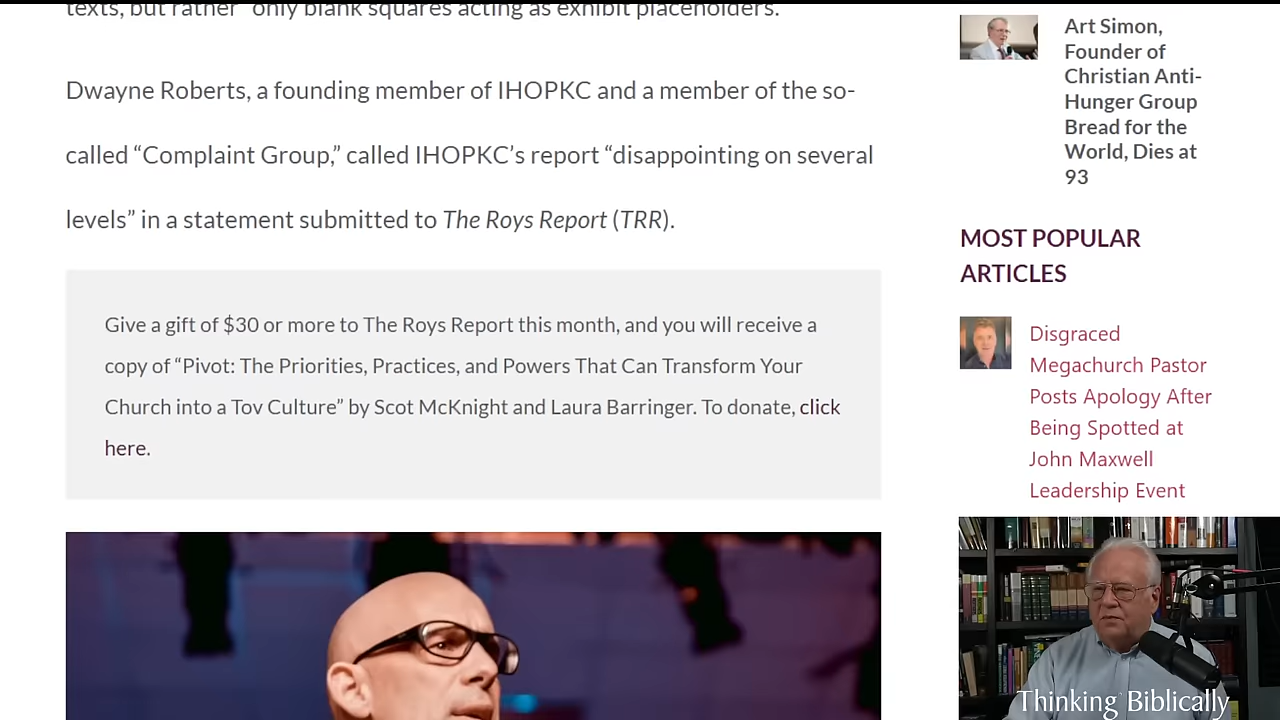 texts, but rather “only blank squares acting as exhibit placeholders.
Dwayne Roberts, a founding member of IHOPKC and a member of the so-
called “Complaint Group,” called IHOPKC’s report “disappointing on several
levels” in a statement submitted to The Roys Report (TRR).
Give a gift of $30 or more to The Roys Report this month, and you will receive a
copy of “Pivot: The Priorities, Practices, and Powers That Can Transform Your
Church into a Tov Culture” by Scot McKnight and Laura Barringer. To donate, click
here.
Art Simon,
Founder of
Christian Anti-
Hunger Group
Bread for the
World, Dies at
93
MOST POPULAR
ARTICLES
Disgraced
Megachurch Pastor
Posts Apology After
Being Spotted at
John Maxwell
Leadership Event
Thinking Biblically